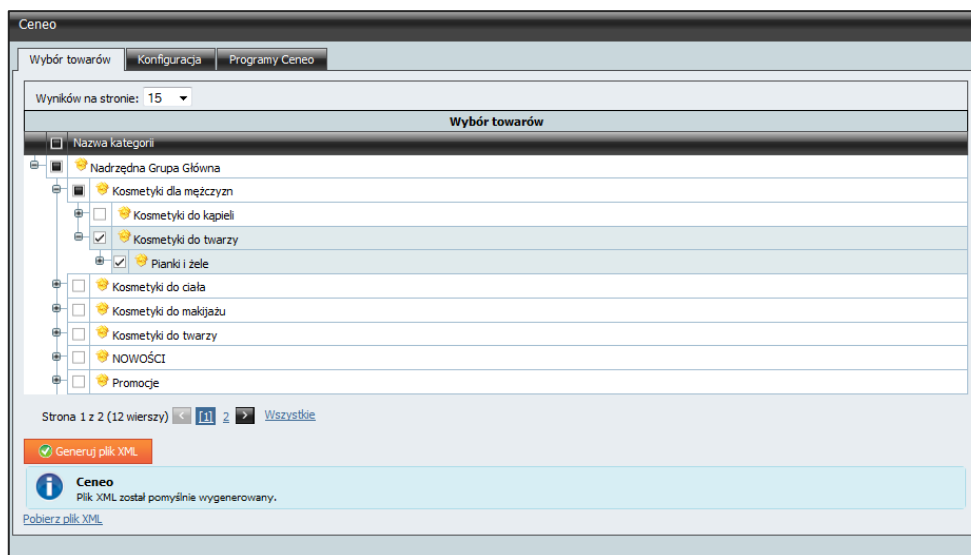 Ceneo
Wybór towarów Konfiguracja Programy Ceneo
Wyników na stronie: 15
Wybór towarów
Nazwa kategorii
Nadrzędna Grupa Główna
Kosmetyki dla mężczyzn
Kosmetyki do kąpieli
Kosmetyki do twarzy
Pianki i żele
Kosmetyki do ciała
Kosmetyki do makijażu
Kosmetyki do twarzy
NOWOŚCI
Promocje
Strona 1 z 2 (12 wierszy) < [1] 2 > Wszystkie
Generuj plik XML
Ceneo
Plik XML został pomyślnie wygenerowany.
Pobierz plik XML